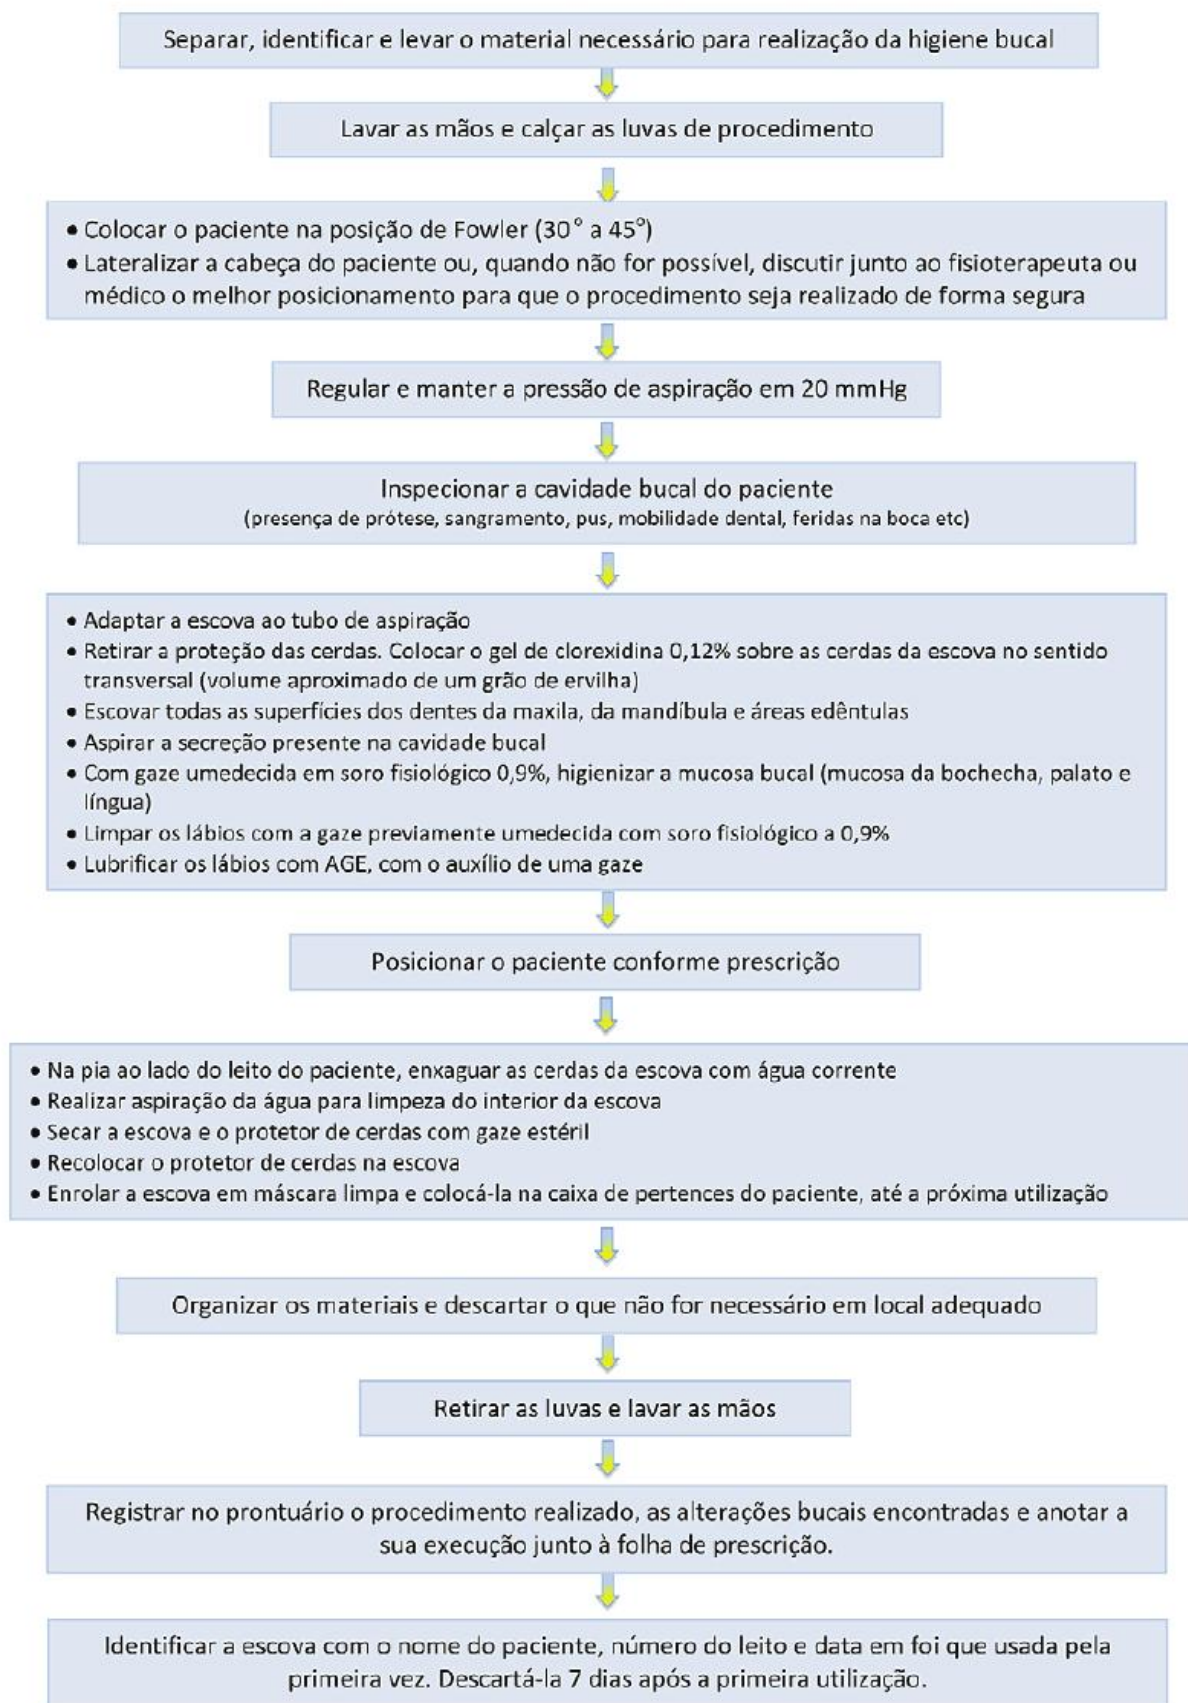 Separar, identificar e levar o material necessário para realização da higiene bucal
Lavar as mãos e calçar as luvas de procedimento
• Colocar o paciente na posição de Fowler (30° a 45°)
• Lateralizar a cabeça do paciente ou, quando não for possível, discutir junto ao fisioterapeuta ou
médico o melhor posicionamento para que o procedimento seja realizado de forma segura
Regular e manter a pressão de aspiração em 20 mmHg
Inspecionar a cavidade bucal do paciente
(presença de prótese, sangramento, pus, mobilidade dental, feridas na boca etc)
• Adaptar a escova ao tubo de aspiração
• Retirar a proteção das cerdas. Colocar o gel de clorexidina 0,12% sobre as cerdas da escova no sentido
transversal (volume aproximado de um grão de ervilha)
• Escovar todas as superfícies dos dentes da maxila, da mandíbula e áreas edêntulas
• Aspirar a secreção presente na cavidade bucal
• Com gaze umedecida em soro fisiológico 0,9%, higienizar a mucosa bucal (mucosa da bochecha, palato e
língua)
• Limpar os lábios com a gaze previamente umedecida com soro fisiológico a 0,9%
• Lubrificar os lábios com AGE, com o auxílio de uma gaze
Posicionar o paciente conforme prescrição
• Na pia ao lado do leito do paciente, enxaguar as cerdas da escova com água corrente
• Realizar aspiração da água para limpeza do interior da escova
• Secar a escova e o protetor de cerdas com gaze estéril
• Recolocar o protetor de cerdas na escova
• Enrolar a escova em máscara limpa e colocá-la na caixa de pertences do paciente, até a próxima utilização
Organizar os materiais e descartar o que não for necessário em local adequado
Retirar as luvas e lavar as mãos
Registrar no prontuário o procedimento realizado, as alterações bucais encontradas e anotar a
sua execução junto à folha de prescrição.
Identificar a escova com o nome do paciente, número do leito e data em foi que usada pela
primeira vez. Descartá-la 7 dias após a primeira utilização.